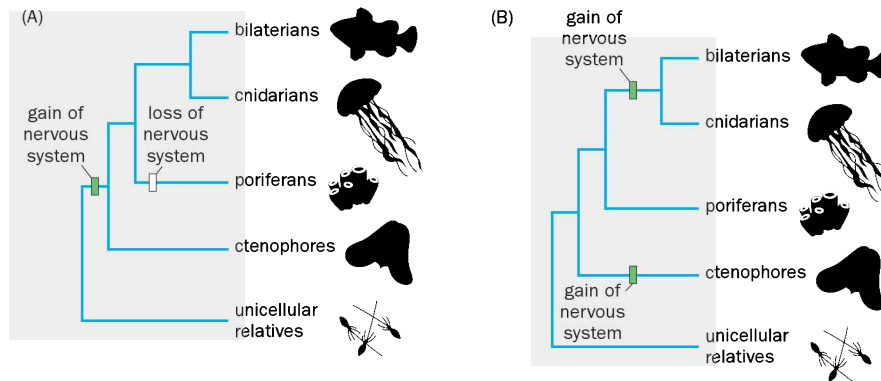 (A)
bilaterians
cnidarians
gain of
nervous
system
loss of
nervous
system
poriferans
ctenophores
unicellular
relatives
(B)
gain of
nervous
system
bilaterians
cnidarians
poriferans
ctenophores
gain of
nervous
system
unicellular
relatives